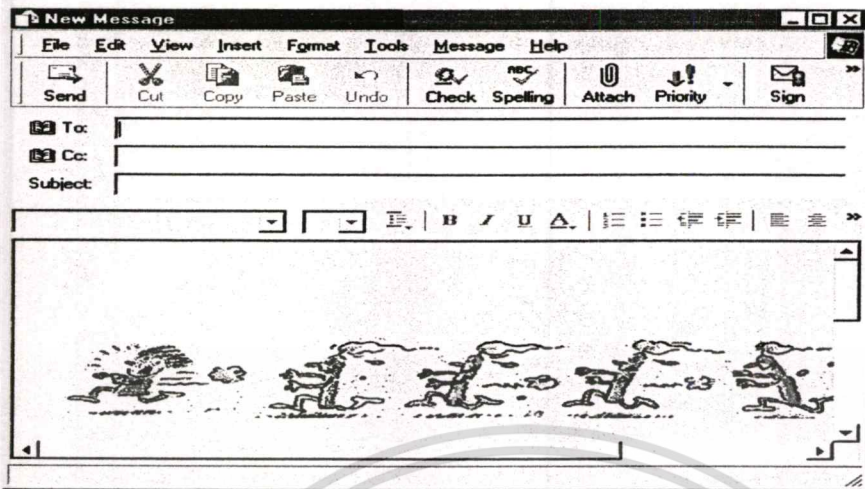 New Message
File Edit View Insert Format Tools Message Help
Send Cut Copy Paste Undo Check Spelling Attach Priority Sign
To:
Cc:
Subject:
B I U A